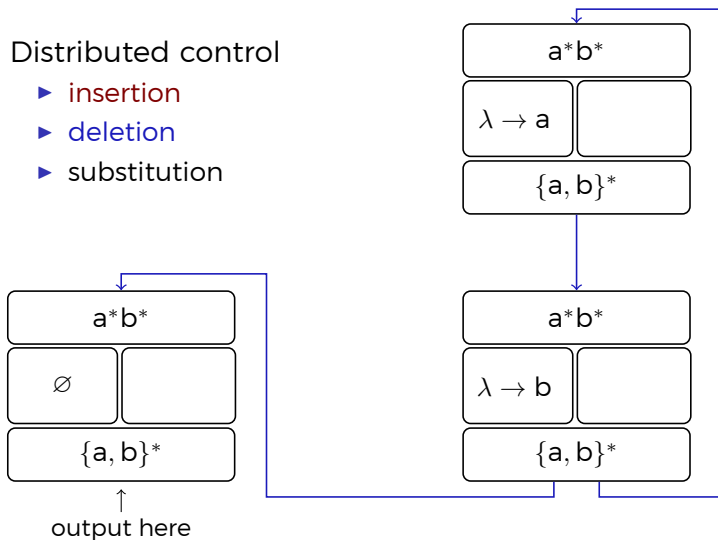 Distributed control
▶ insertion
▶ deletion
▶ substitution
a*b*
λ → a
{a, b}*
a*b*
∅
{a, b}*
output here
a*b*
λ → b
{a, b}*